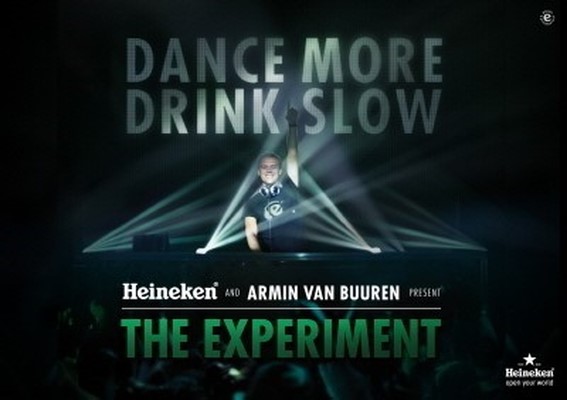 DANCE MORE
DRINK SLOW
Heineken® AND ARMIN VAN BUUREN PRESENT
THE EXPERIMENT
Heineken®
open your world